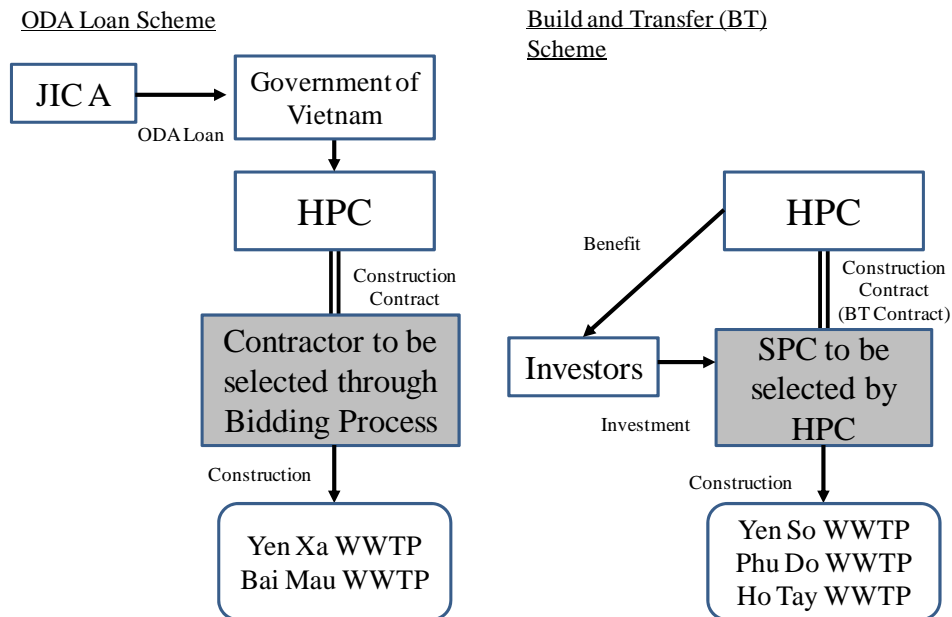 ODA Loan Scheme
JIC A
ODA Loan
Government of
Vietnam
HPC
Construction
Contract
Contractor to be
selected through
Bidding Process
Construction
Yen Xa WWTP
Bai Mau WWTP
Build and Transfer (BT)
Scheme
HPC
Benefit
Construction
Contract
(BT Contract)
Investors
Investment
SPC to be
selected by
HPC
Construction
Yen So WWTP
Phu Do WWTP
Ho Tay WWTP